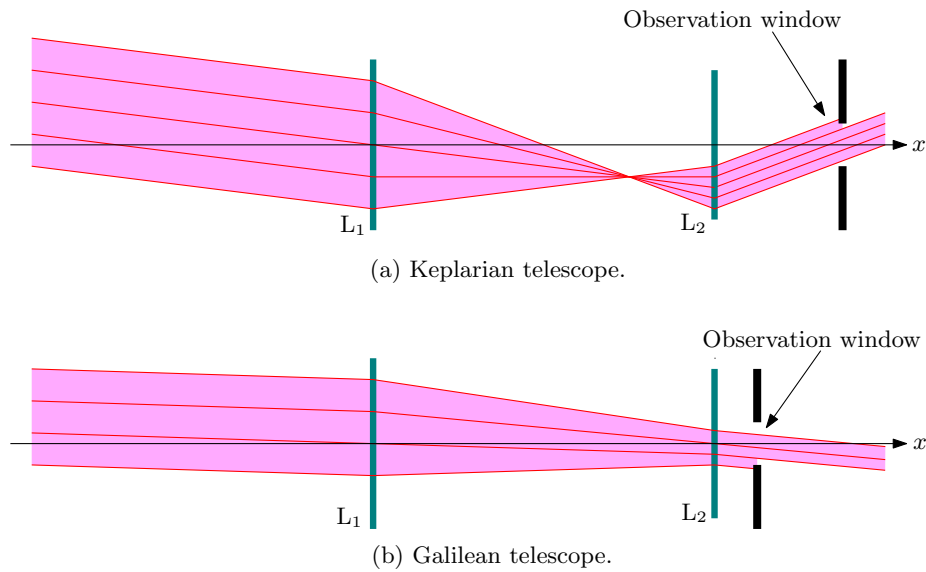 Observation window
x
L1
L2
(a) Keplarian telescope.
Observation window
x
L1
L2
(b) Galilean telescope.